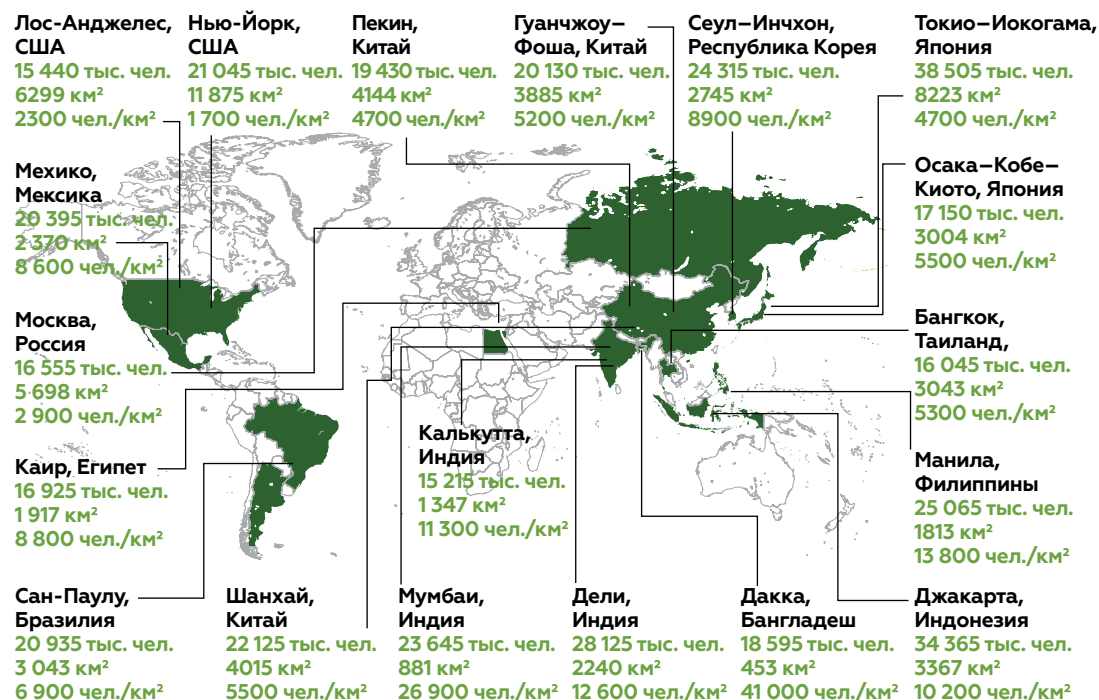 Лос-Анджелес,
США
15 440 тыс. чел.
6299 км²
2300 чел./км²
Нью-Йорк,
США
21 045 тыс. чел.
11 875 км²
1 700 чел./км²
Пекин,
Китай
19 430 тыс. чел.
4144 км²
4700 чел./км²
Гуанчжоу–
Фоша, Китай
20 130 тыс. чел.
3885 км²
5200 чел./км²
Сеул–Инчхон,
Республика Корея
24 315 тыс. чел.
2745 км²
8900 чел./км²
Токио–Иокогама,
Япония
38 505 тыс. чел.
8223 км²
4700 чел./км²
Мехико,
Мексика
20 395 тыс. чел.
2 370 км²
8 600 чел./км²
Осака–Кобе–
Киото, Япония
17 150 тыс. чел.
3004 км²
5500 чел./км²
Москва,
Россия
16 555 тыс. чел.
5 698 км²
2 900 чел./км²
Бангкок,
Таиланд,
16 045 тыс. чел.
3043 км²
5300 чел./км²
Каир, Египет
16 925 тыс. чел.
1 917 км²
8 800 чел./км²
Калькутта,
Индия
15 215 тыс. чел.
1 347 км²
11 300 чел./км²
Манила,
Филиппины
25 065 тыс. чел.
1813 км²
13 800 чел./км²
Сан-Паулу,
Бразилия
20 935 тыс. чел.
3 043 км²
6 900 чел./км²
Шанхай,
Китай
22 125 тыс. чел.
4015 км²
5500 чел./км²
Мумбаи,
Индия
23 645 тыс. чел.
881 км²
26 900 чел./км²
Дели,
Индия
28 125 тыс. чел.
2240 км²
12 600 чел./км²
Дакка,
Бангладеш
18 595 тыс. чел.
453 км²
41 000 чел./км²
Джакарта,
Индонезия
34 365 тыс. чел.
3367 км²
10 200 чел./км²